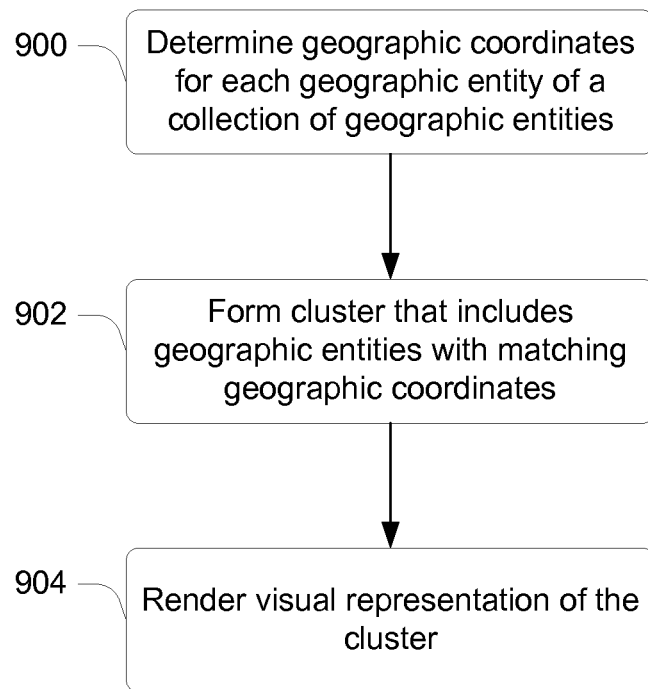 900
Determine geographic coordinates
for each geographic entity of a
collection of geographic entities
902
Form cluster that includes
geographic entities with matching
geographic coordinates
904
Render visual representation of the
cluster